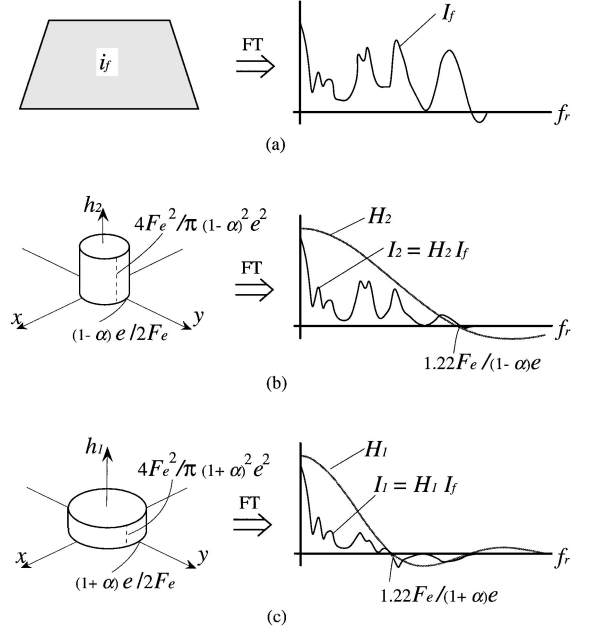 i_f
FT
I_f
f_r
(a)
h_2
4F_e^2/π (1- α)^2 e^2
x
y
(1- α) e /2F_e
FT
H_2
I_2 = H_2 I_f
f_r
1.22F_e /(1- α)e
(b)
h_1
4F_e^2/π (1+ α)^2 e^2
x
y
(1+ α) e /2F_e
FT
H_1
I_1 = H_1 I_f
f_r
1.22F_e /(1+ α)e
(c)